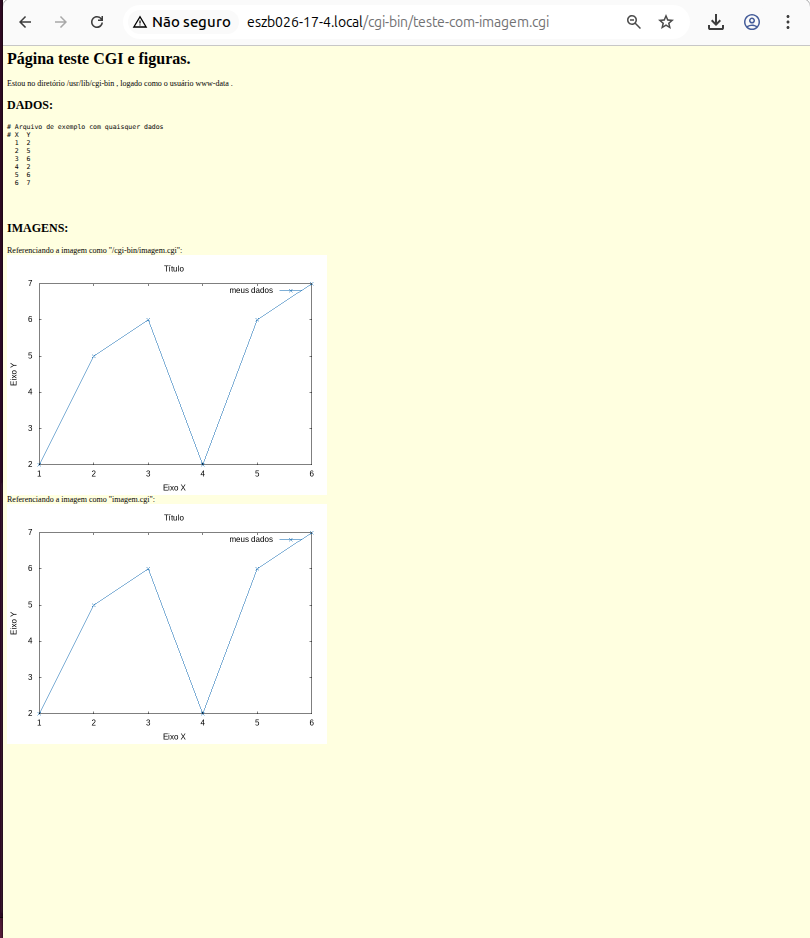 Não seguro eszb026-17-4.local/cgi-bin/teste-com-imagem.cgi
Página teste CGI e figuras.
Estou no diretório /usr/lib/cgi-bin , logado como o usuário www-data .
DADOS:
# Arquivo de exemplo com quaisquer dados
# X Y
1 2
2 5
3 6
4 2
5 6
6 7
IMAGENS:
Referenciando a imagem como "/cgi-bin/imagem.cgi":
Título
meus dados
7
6
5
4
3
2
Eixo Y
1 2 3 4 5 6
Eixo X
Referenciando a imagem como "imagem.cgi":
Título
meus dados
7
6
5
4
3
2
Eixo Y
1 2 3 4 5 6
Eixo X